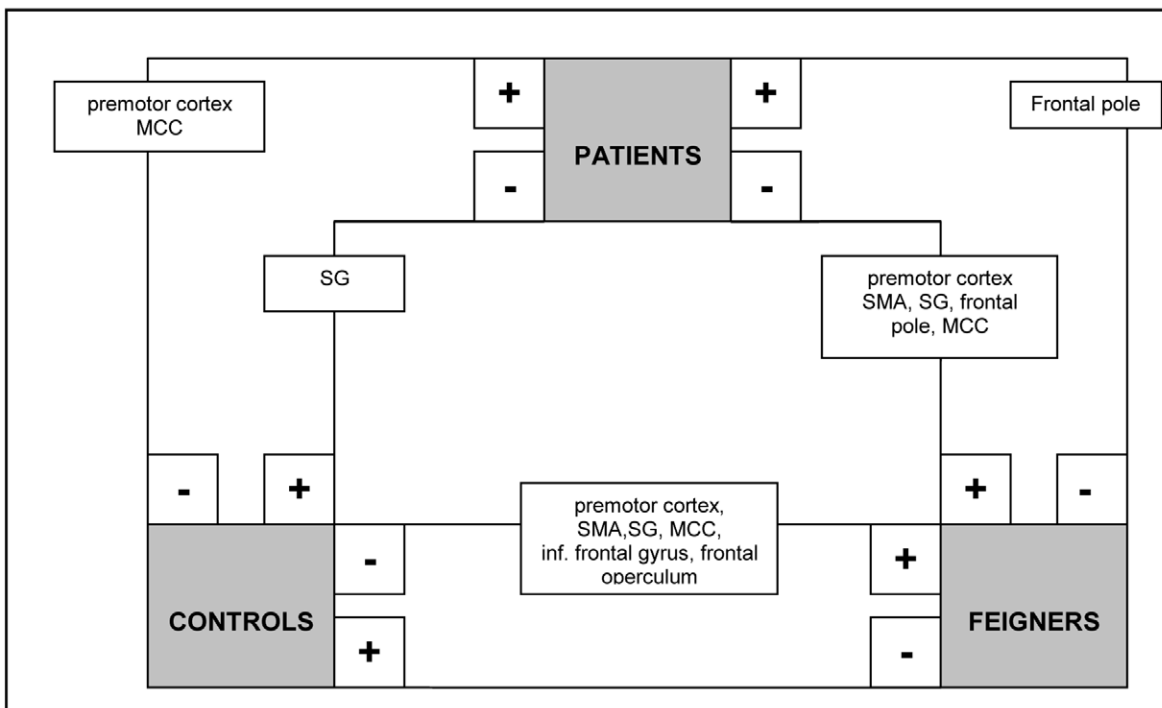 premotor cortex
MCC
+
+
Frontal pole
PATIENTS
-
-
SG
premotor cortex
SMA, SG, frontal
pole, MCC
-
+
+
-
premotor cortex,
SMA,SG, MCC,
inf. frontal gyrus, frontal
operculum
-
+
CONTROLS
FEIGNERS
+
-